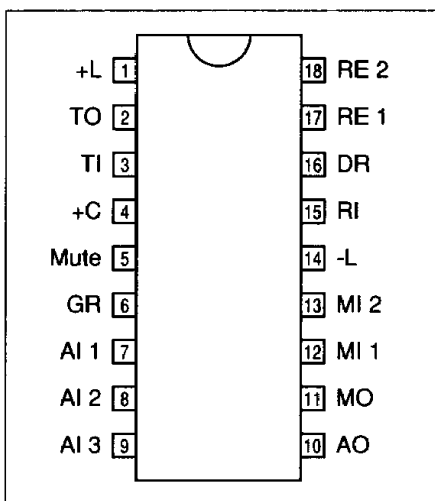 +L 1 18 RE 2
TO 2 17 RE 1
TI 3 16 DR
+C 4 15 RI
Mute 5 14 -L
GR 6 13 MI 2
AI 1 7 12 MI 1
AI 2 8 11 MO
AI 3 9 10 AO